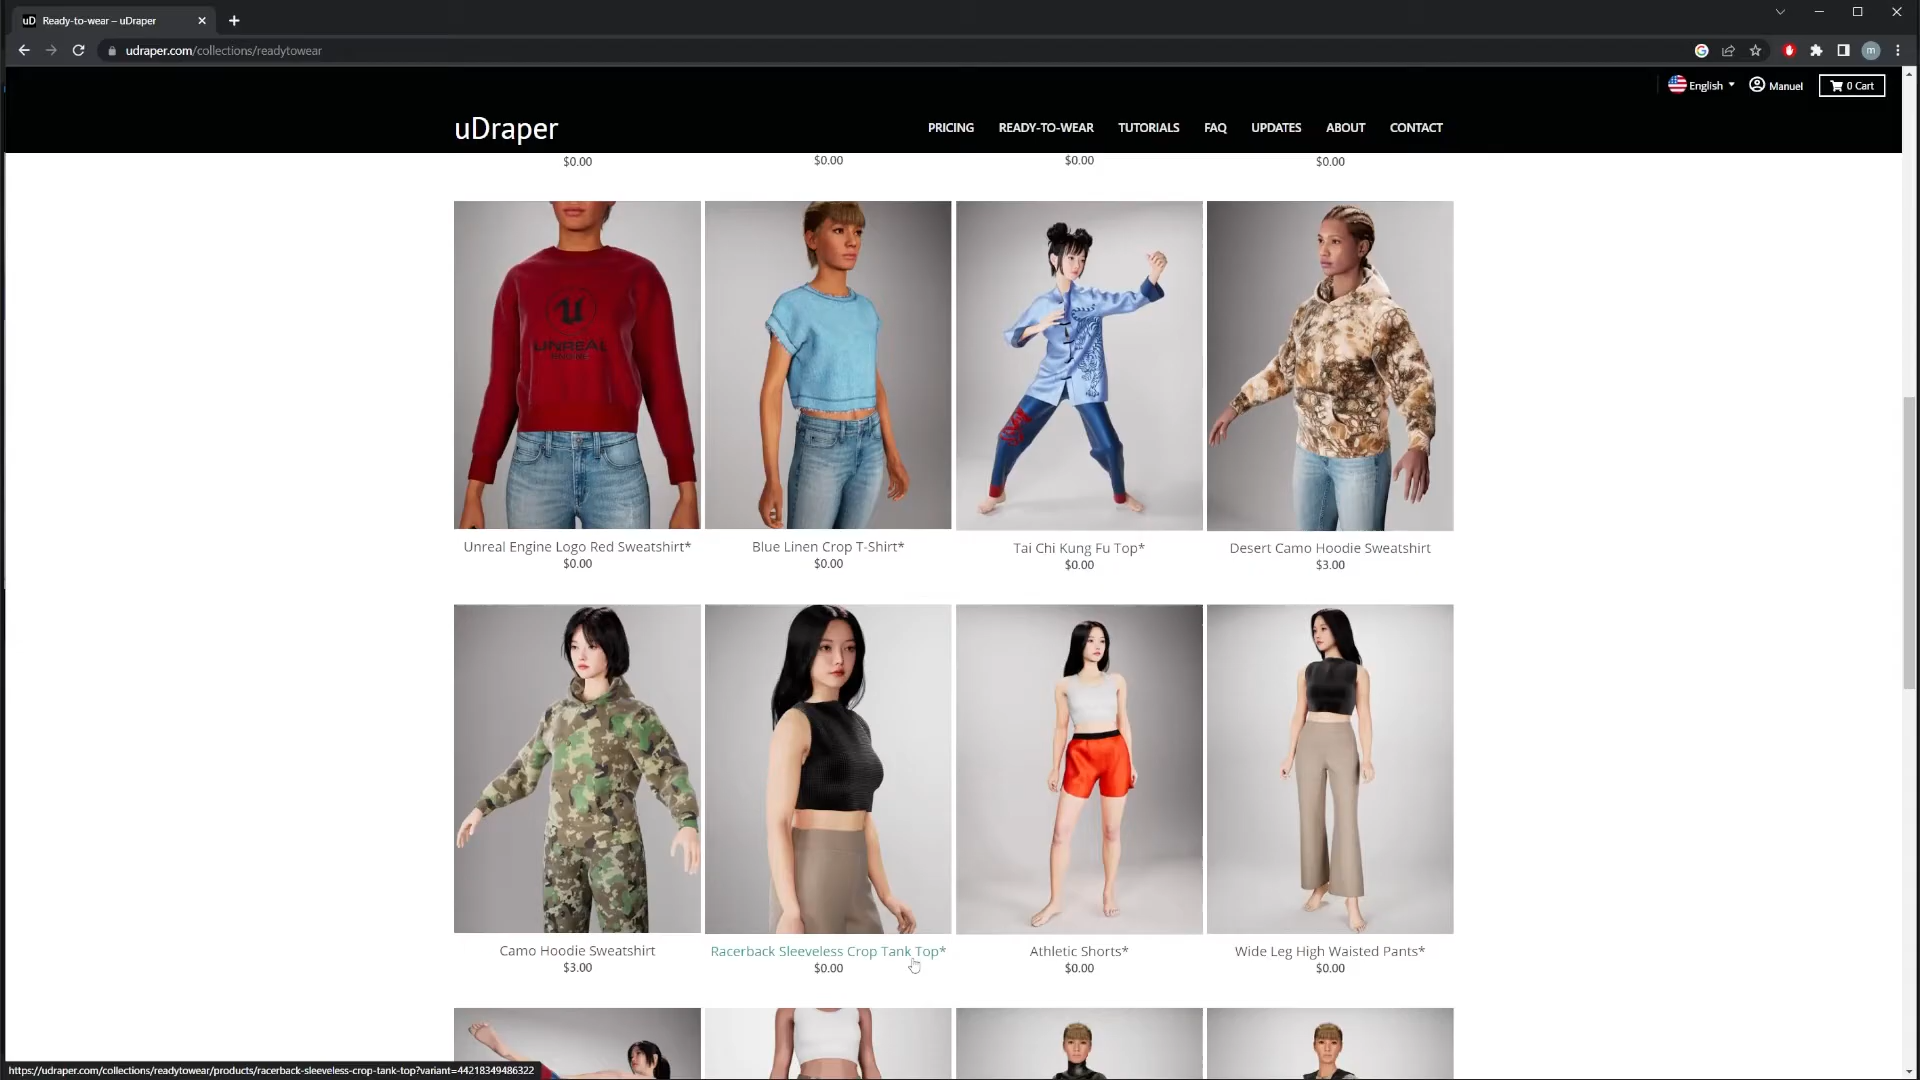 uD Ready-to-wear – uDraper
udraper.com/collections/readytowear
m
English
Manuel
0 Cart
uDraper
PRICING
READY-TO-WEAR
TUTORIALS
FAQ
UPDATES
ABOUT
CONTACT
$0.00
$0.00
$0.00
$0.00
UNREAL
Unreal Engine Logo Red Sweatshirt*
$0.00
Blue Linen Crop T-Shirt*
$0.00
Tai Chi Kung Fu Top*
$0.00
Desert Camo Hoodie Sweatshirt
$3.00
Camo Hoodie Sweatshirt
$3.00
Racerback Sleeveless Crop Tank Top*
$0.00
Athletic Shorts*
$0.00
Wide Leg High Waisted Pants*
$0.00
https://udraper.com/collections/readytowear/products/racerback-sleeveless-crop-tank-top?variant=44218349486322